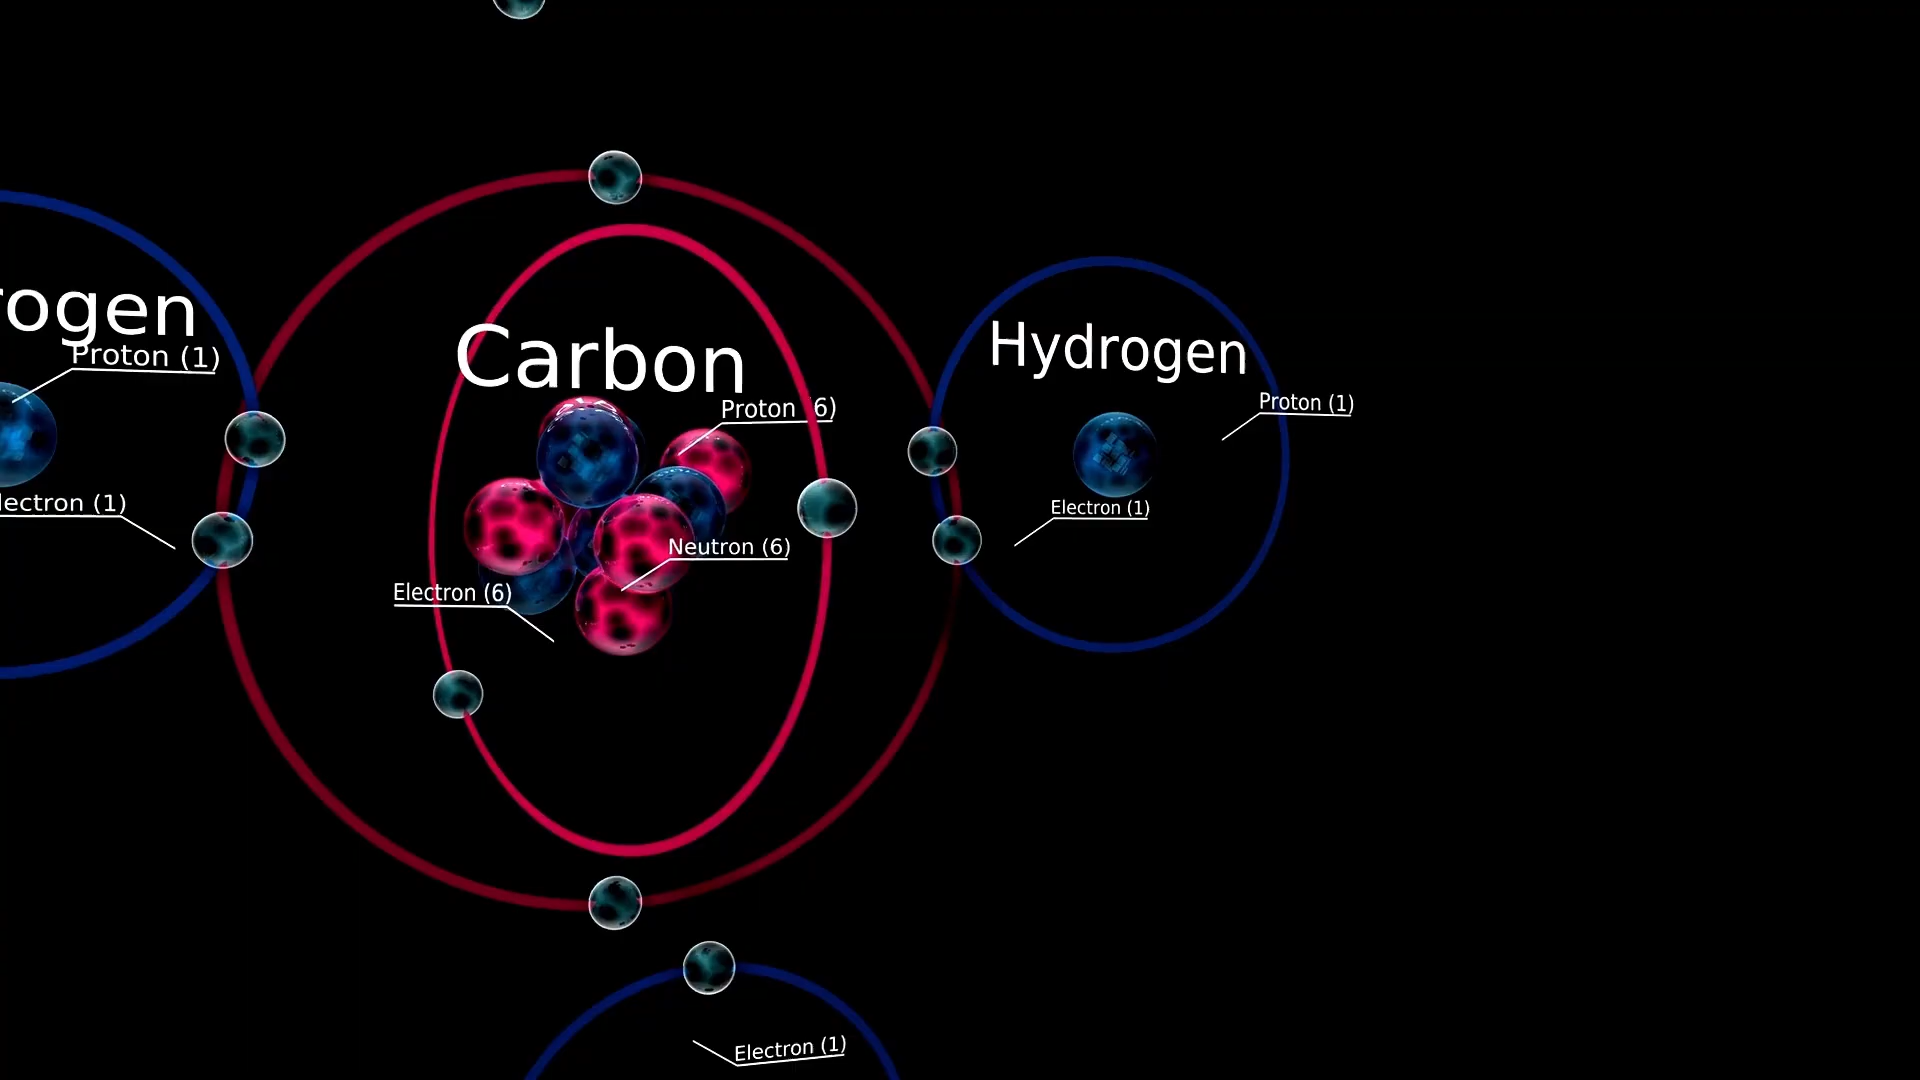 rogen
Proton (1)
lectron (1)
Carbon
Proton (6)
Neutron (6)
Electron (6)
Hydrogen
Proton (1)
Electron (1)
Electron (1)